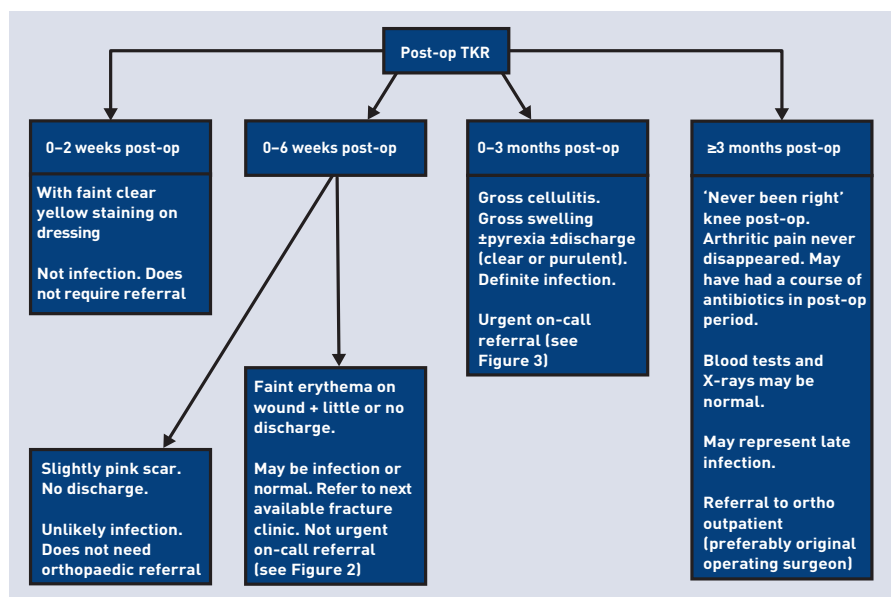 Post-op TKR
0–2 weeks post-op
With faint clear
yellow staining on
dressing
Not infection. Does
not require referral
0–6 weeks post-op
Slightly pink scar.
No discharge.
Unlikely infection.
Does not need
orthopaedic referral
Faint erythema on
wound + little or no
discharge.
May be infection or
normal. Refer to next
available fracture
clinic. Not urgent
on-call referral
(see Figure 2)
0–3 months post-op
Gross cellulitis.
Gross swelling
±pyrexia ±discharge
(clear or purulent).
Definite infection.
Urgent on-call
referral (see
Figure 3)
≥3 months post-op
‘Never been right’
knee post-op.
Arthritic pain never
disappeared. May
have had a course of
antibiotics in post-op
period.
Blood tests and
X-rays may be
normal.
May represent late
infection.
Referral to ortho
outpatient
(preferably original
operating surgeon)